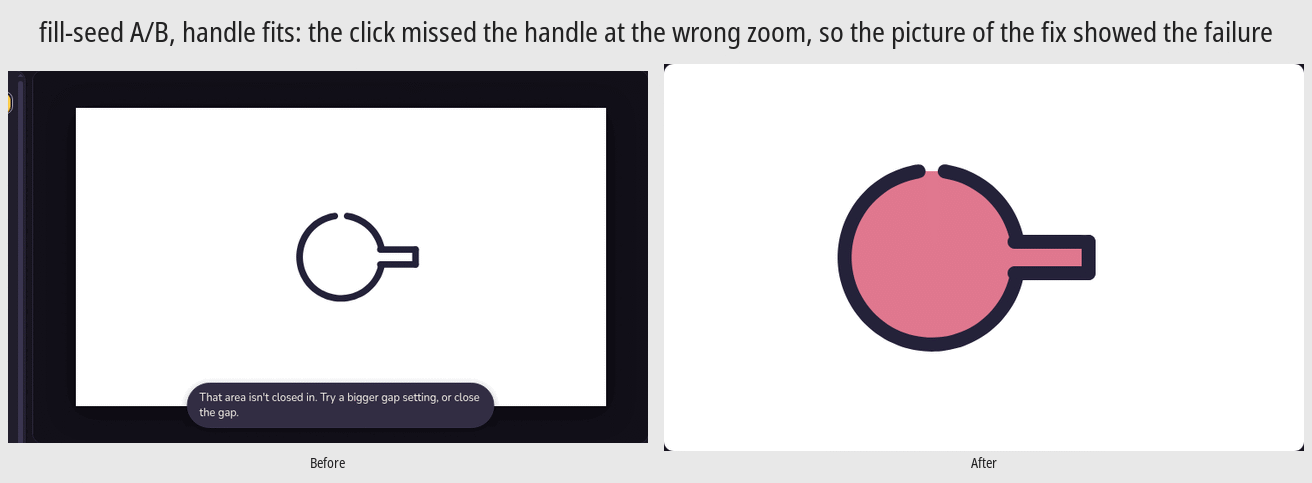 fill-seed A/B, handle fits: the click missed the handle at the wrong zoom, so the picture of the fix showed the failure
That area isn't closed in. Try a bigger gap setting, or close
the gap.
Before
After